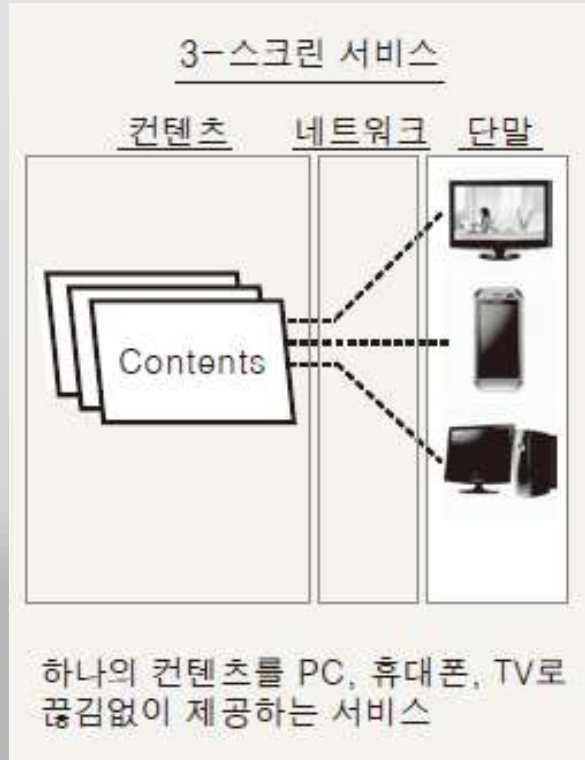 3-스크린 서비스
컨텐츠 네트워크 단말
Contents
하나의 컨텐츠를 PC, 휴대폰, TV로
끊김없이 제공하는 서비스